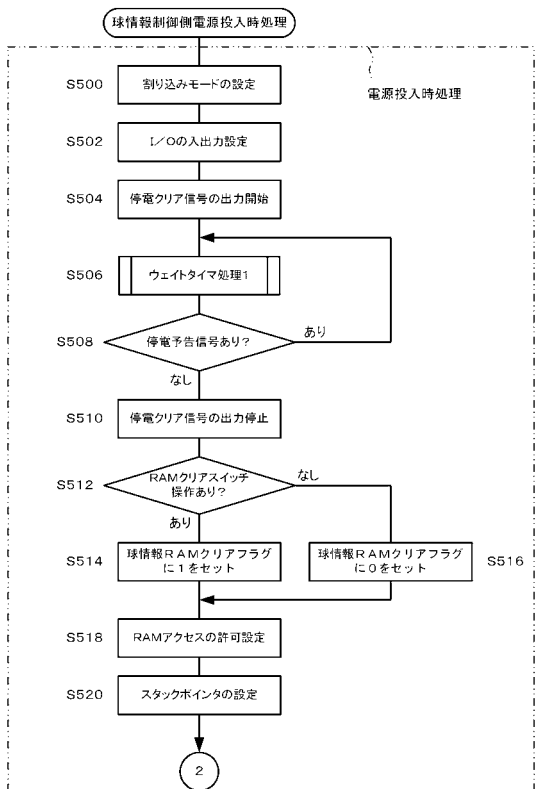 球情報制御側電源投入時処理
電源投入時処理
S500
割り込みモードの設定
S502
I／Oの入出力設定
S504
停電クリア信号の出力開始
S506
ウェイトタイマ処理1
S508
停電予告信号あり？
あり
なし
S510
停電クリア信号の出力停止
S512
RAMクリアスイッチ
操作あり？
なし
あり
S514
球情報RAMクリアフラグ
に1をセット
球情報RAMクリアフラグ
に0をセット
S516
S518
RAMアクセスの許可設定
S520
スタックポインタの設定
2